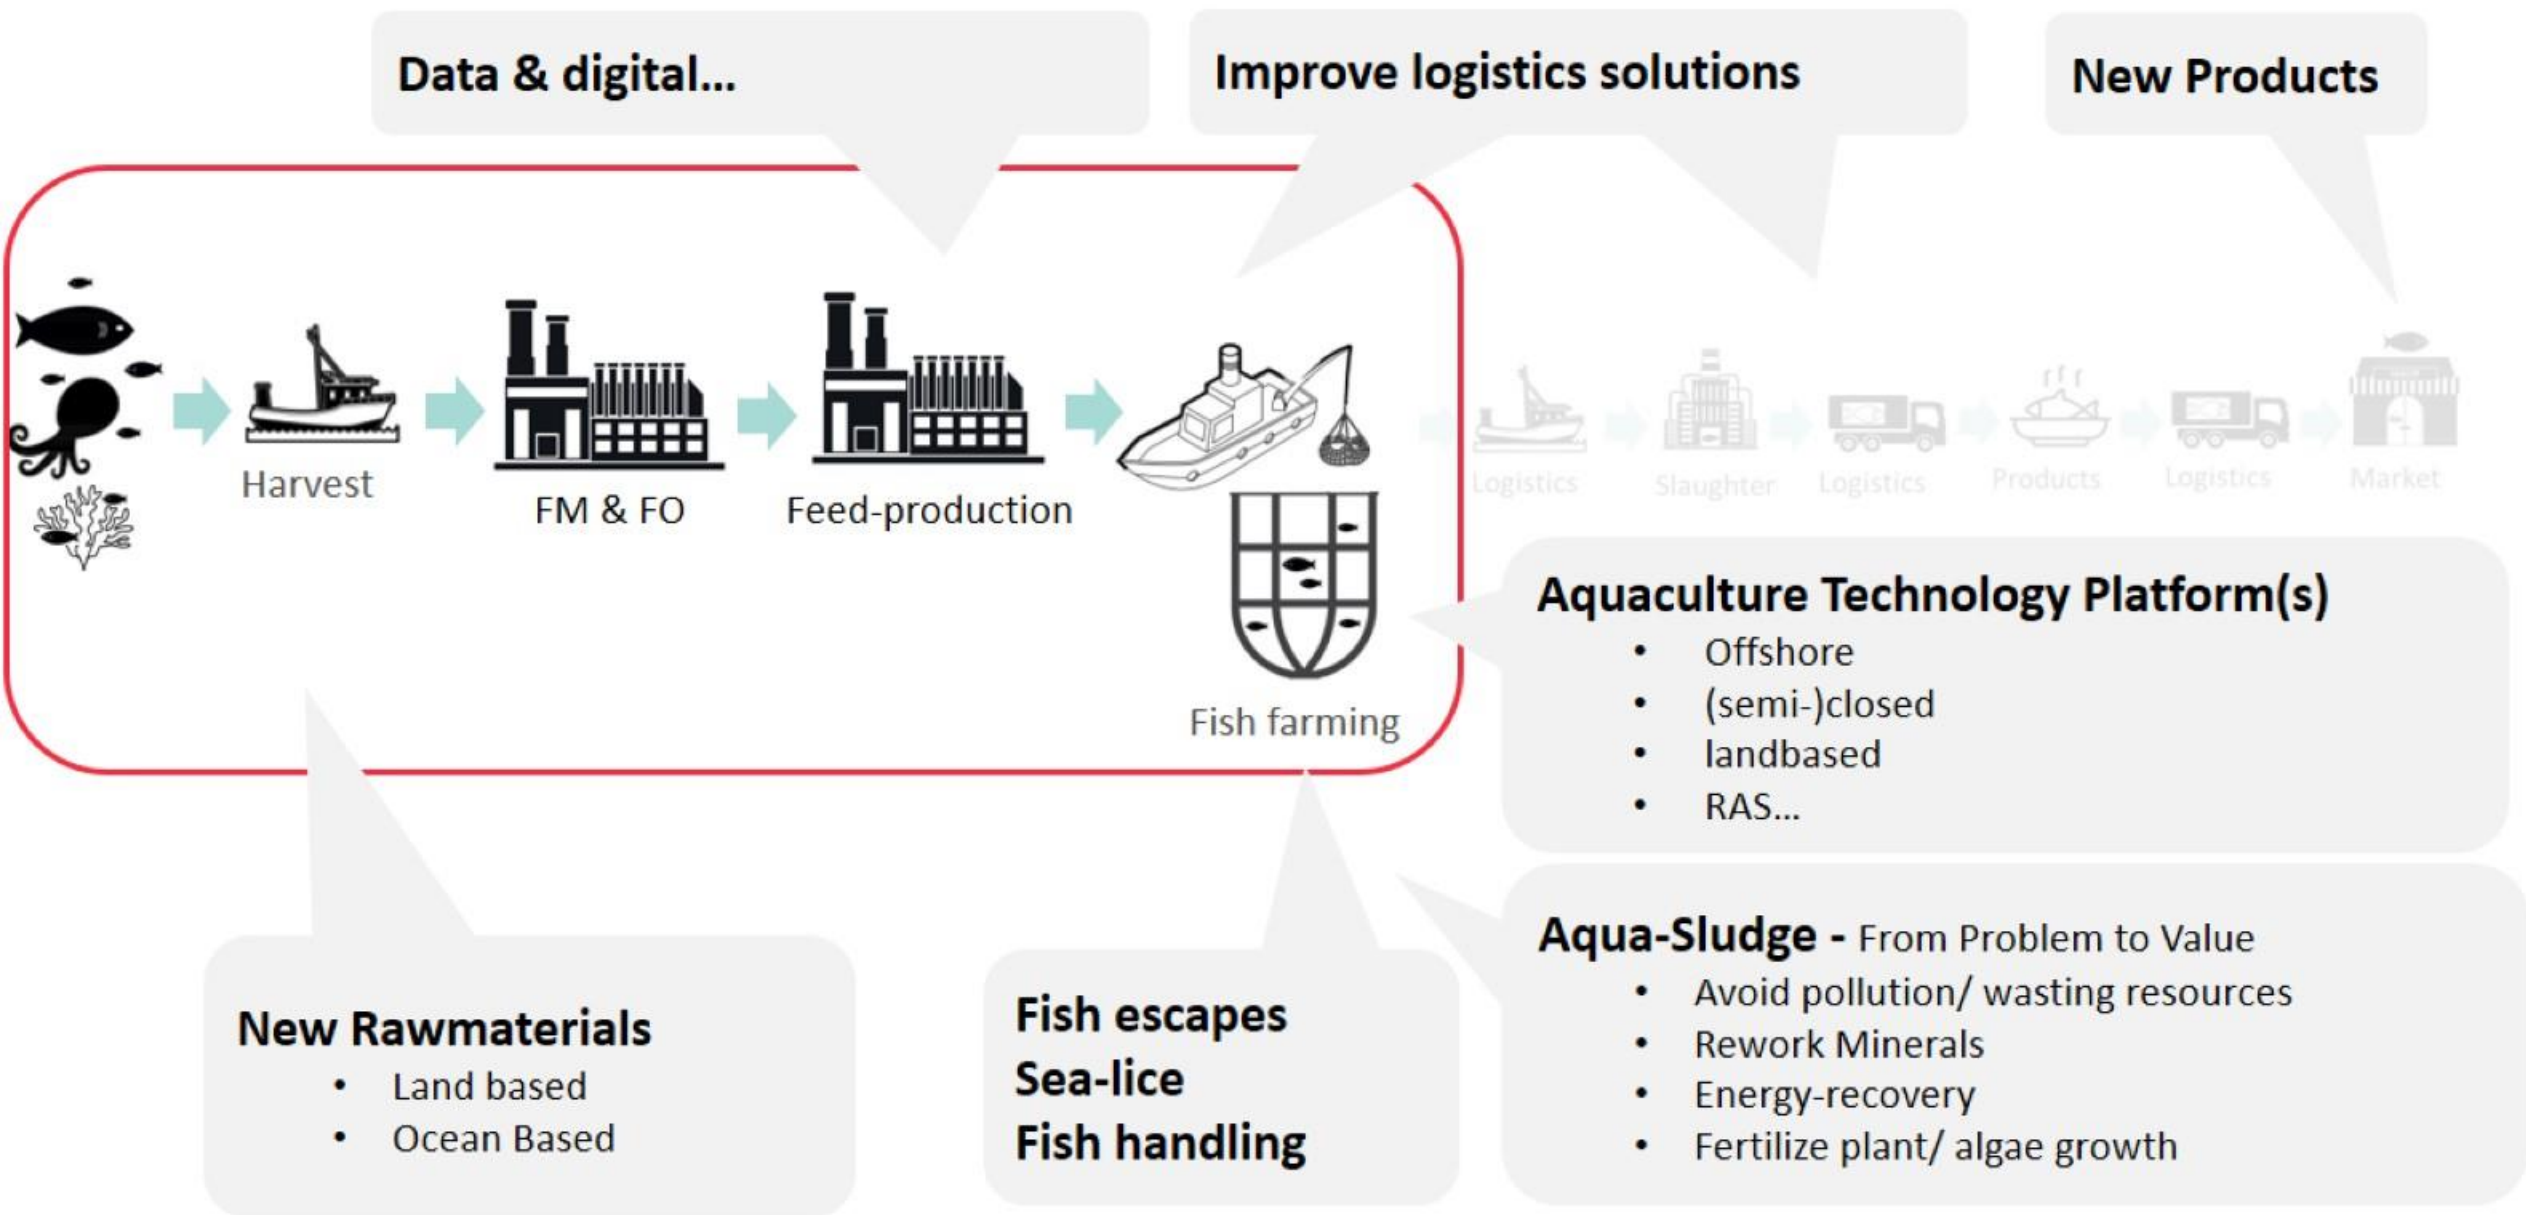 Data & digital...
Improve logistics solutions
New Products
Harvest
FM & FO
Feed-production
Fish farming
Logistics
Slaughter
Logistics
Products
Logistics
Market
Aquaculture Technology Platform(s)
• Offshore
• (semi-)closed
• landbased
• RAS...
Aqua-Sludge - From Problem to Value
• Avoid pollution/ wasting resources
• Rework Minerals
• Energy-recovery
• Fertilize plant/ algae growth
New Rawmaterials
• Land based
• Ocean Based
Fish escapes
Sea-lice
Fish handling